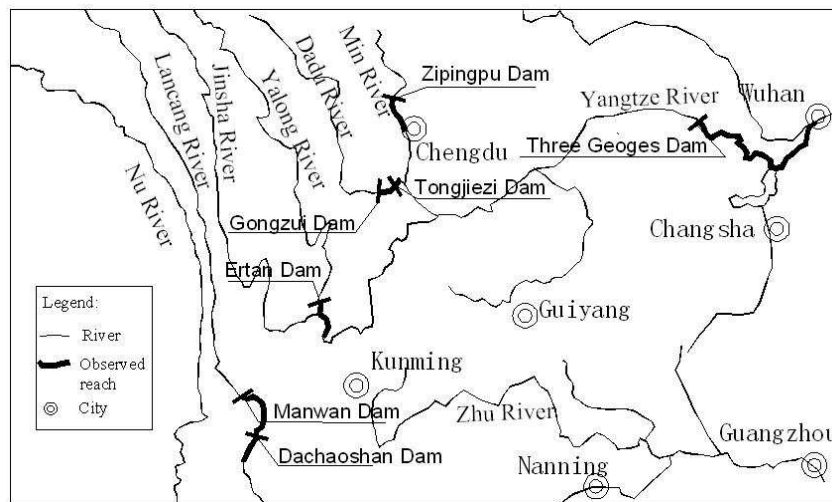 Min River
Dadu River
Yalong River
Jinsha River
Lancang River
Nu River
Zipingpu Dam
Yangtze River
Wuhan
Chengdu
Three Geoges Dam
Tongjiezi Dam
Gongzui Dam
Changsha
Ertan Dam
Guiyang
Legend:
River
Observed
reach
City
Kunming
Manwan Dam
Zhu River
Dachaoshan Dam
Guangzhou
Nanning